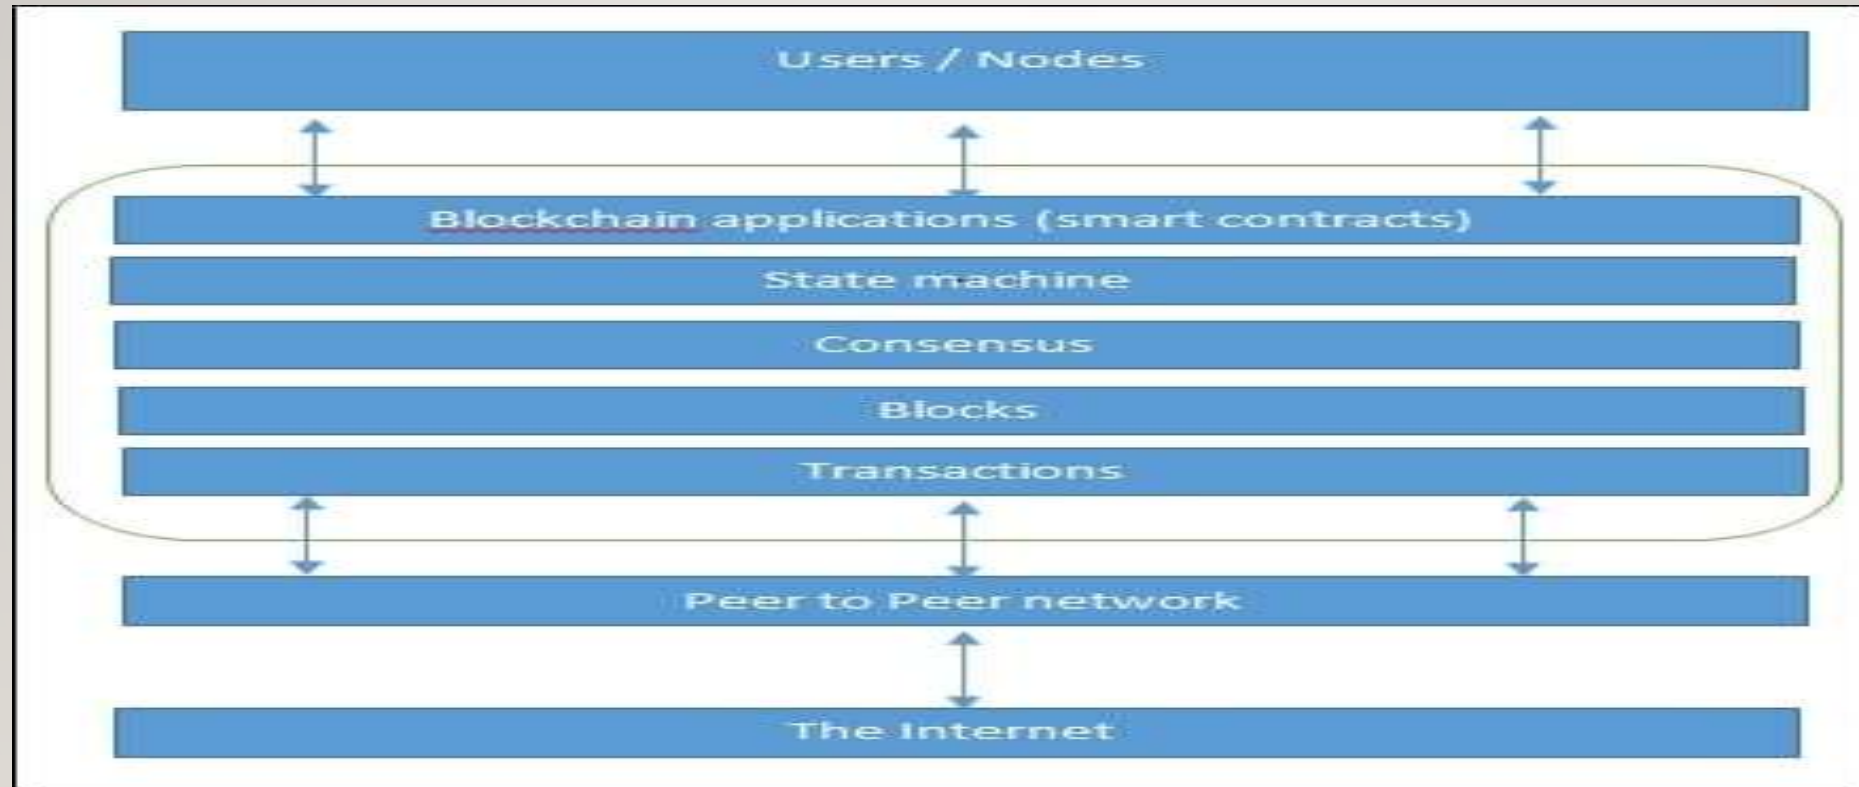 Users / Nodes
Blockchain applications (smart contracts)
State machine
Consensus
Blocks
Transactions
Peer to Peer network
The Internet